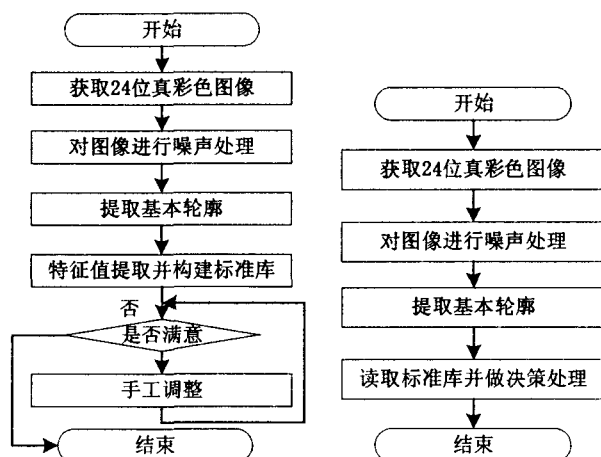 开始
获取24位真彩色图像
对图像进行噪声处理
提取基本轮廓
特征值提取并构建标准库
否
是否满意
手工调整
结束
开始
获取24位真彩色图像
对图像进行噪声处理
提取基本轮廓
读取标准库并做决策处理
结束